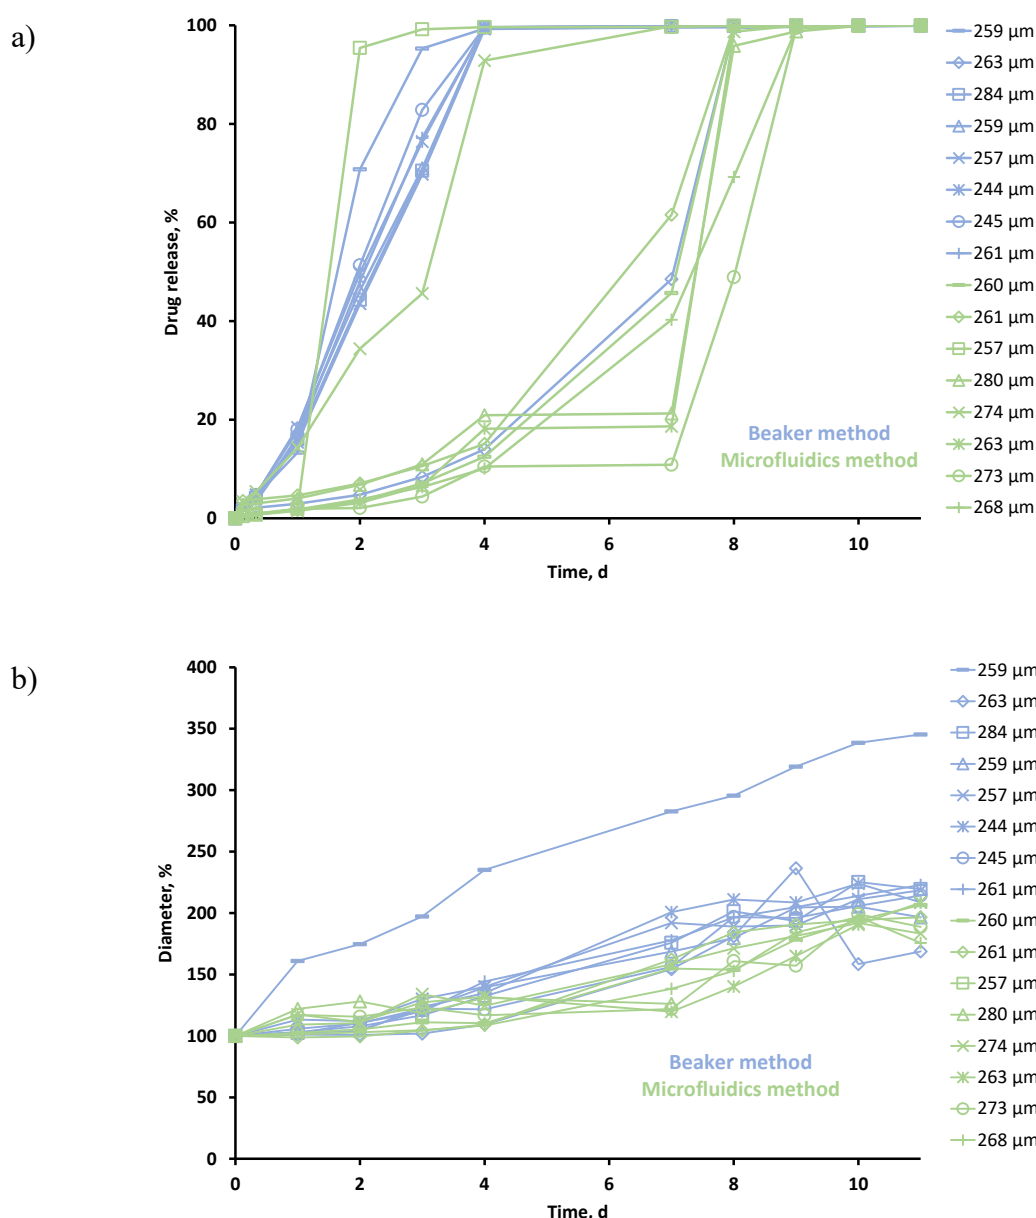 a)
Drug release, %
100
80
60
40
20
0
0 2 4 6 8 10
Time, d
Beaker method
Microfluidics method
259 µm
263 µm
284 µm
259 µm
257 µm
244 µm
245 µm
261 µm
260 µm
261 µm
257 µm
280 µm
274 µm
263 µm
273 µm
268 µm
b)
Diameter, %
400
350
300
250
200
150
100
50
0
0 2 4 6 8 10
Time, d
Beaker method
Microfluidics method
259 µm
263 µm
284 µm
259 µm
257 µm
244 µm
245 µm
261 µm
260 µm
261 µm
257 µm
280 µm
274 µm
263 µm
273 µm
268 µm